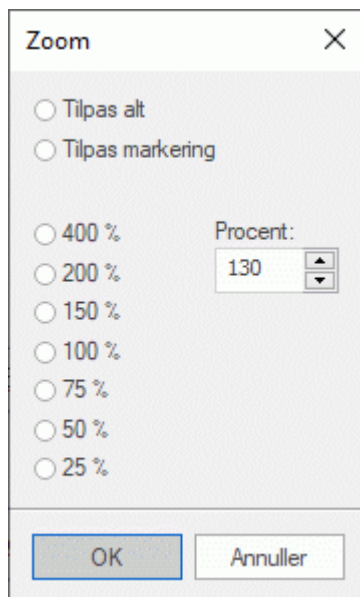 Zoom
Tilpas alt
Tilpas markering
400 %
Procent:
200 %
130
150 %
100 %
75 %
50 %
25 %
OK
Annuller